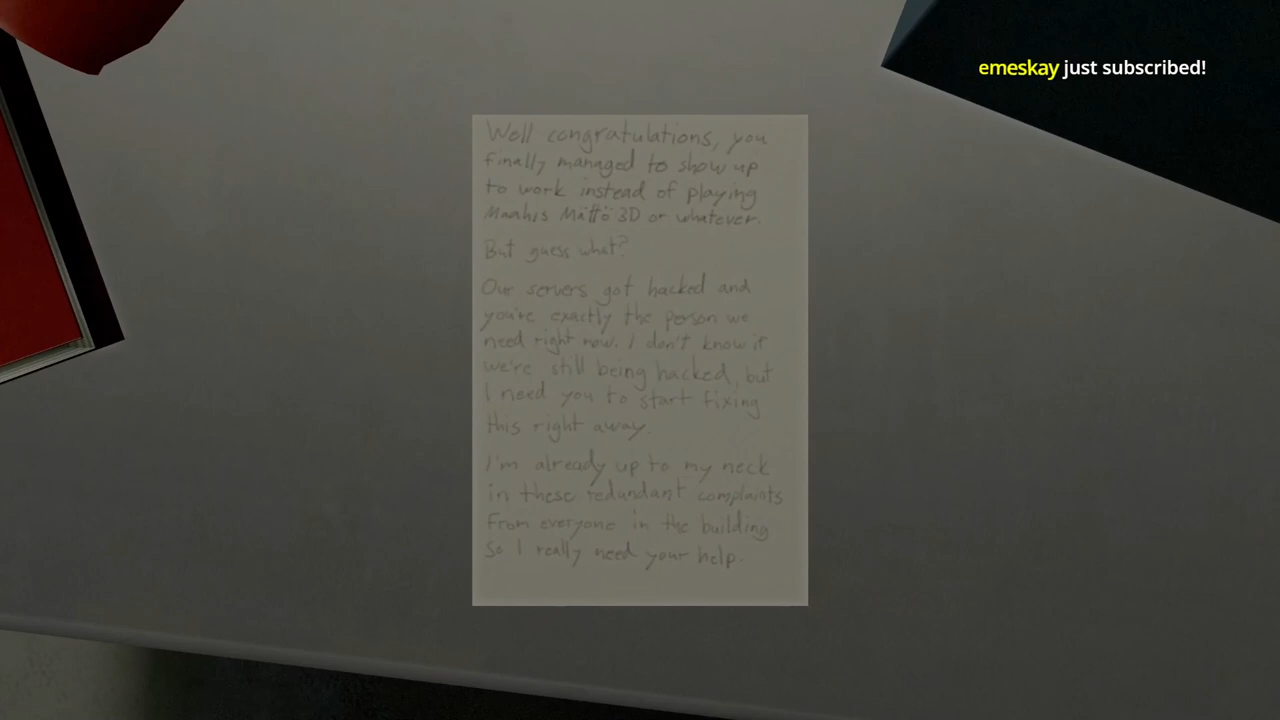 emeskay just subscribed!
Well congratulations, you
finally managed to show up
to work instead of playing
Manhis Mättö 3D or whatever.
But guess what?
Our servers got hacked and
you're exactly the person we
need right now. I don't know if
we're still being hacked, but
I need you to start fixing
this right away.
I'm already up to my neck
in these redundant complaints
From everyone in the building
So I really need your help.